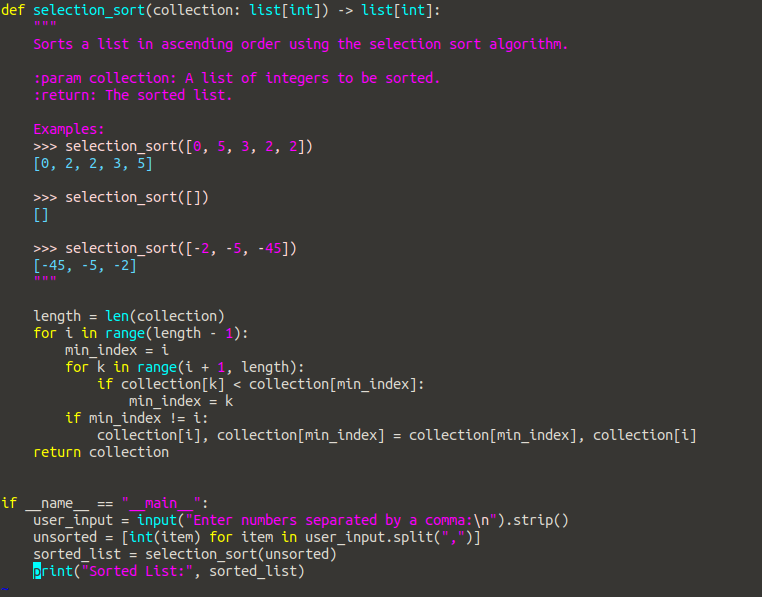 def selection_sort(collection: list[int]) -> list[int]:
    """
    Sorts a list in ascending order using the selection sort algorithm.

    :param collection: A list of integers to be sorted.
    :return: The sorted list.

    Examples:
    >>> selection_sort([0, 5, 3, 2, 2])
    [0, 2, 2, 3, 5]

    >>> selection_sort([])
    []

    >>> selection_sort([-2, -5, -45])
    [-45, -5, -2]
    """

    length = len(collection)
    for i in range(length - 1):
        min_index = i
        for k in range(i + 1, length):
            if collection[k] < collection[min_index]:
                min_index = k
        if min_index != i:
            collection[i], collection[min_index] = collection[min_index], collection[i]
    return collection


if __name__ == "__main__":
    user_input = input("Enter numbers separated by a comma:\n").strip()
    unsorted = [int(item) for item in user_input.split(",")]
    sorted_list = selection_sort(unsorted)
    print("Sorted List:", sorted_list)
~